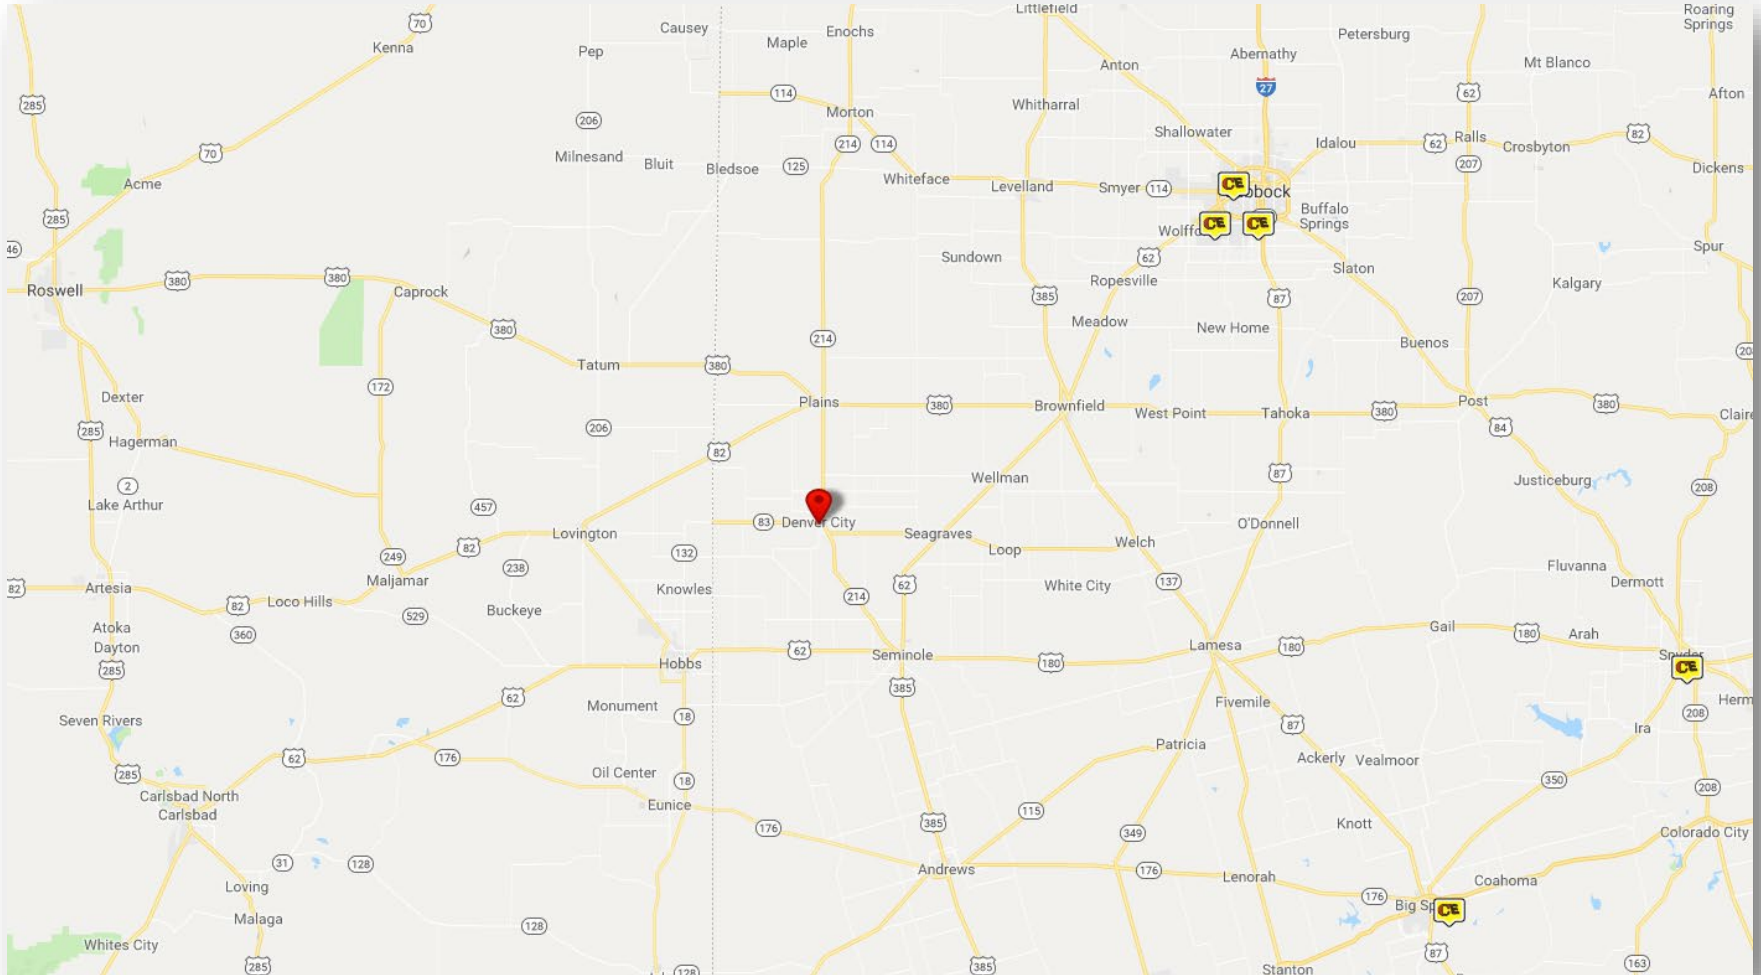 Littlefield
Roaring
Springs
70
Causey
Enochs
Kenna
Pep
Maple
Petersburg
Abernathy
Anton
Mt Blanco
27
114
62
Afton
285
Whitharral
Morton
206
Shallowater
82
70
214
114
Idalou
62
Ralls
Crosbyton
Milnesand
Bluit
Bledsoe
125
207
Dickens
Acme
Whiteface
Levelland
Smyer
114
CE
bbock
285
Buffalo
Springs
CE
CE
Wolffo
46
Sundown
62
Spur
Slaton
380
380
Ropesville
Kalgary
Roswell
Caprock
385
87
207
380
Meadow
New Home
214
Buenos
20
Tatum
380
172
Dexter
Plains
380
Brownfield
West Point
Tahoka
380
Post
380
Claire
206
84
285
Hagerman
82
87
Wellman
Justiceburg
2
208
Lake Arthur
457
83
Denver City
O'Donnell
Lovington
Seagraves
Welch
82
132
Loop
249
238
Fluvanna
Maljamar
137
Dermott
82
Artesia
Knowles
62
White City
82
Loco Hills
214
Buckeye
529
Atoka
360
Gail
180
Arah
Dayton
62
Seminole
Lamesa
180
Snyder
285
Hobbs
180
CE
385
62
Monument
Fivemile
Herm
18
208
Seven Rivers
87
Ira
Patricia
62
176
Ackerly
Vealmoor
285
Oil Center
18
350
208
Carlsbad North
Eunice
115
Carlsbad
176
385
349
Knott
Colorado City
31
128
Andrews
176
Lenorah
Coahoma
Loving
176
Big Sp
CE
Malaga
128
Whites City
87
285
128
385
Stanton
163